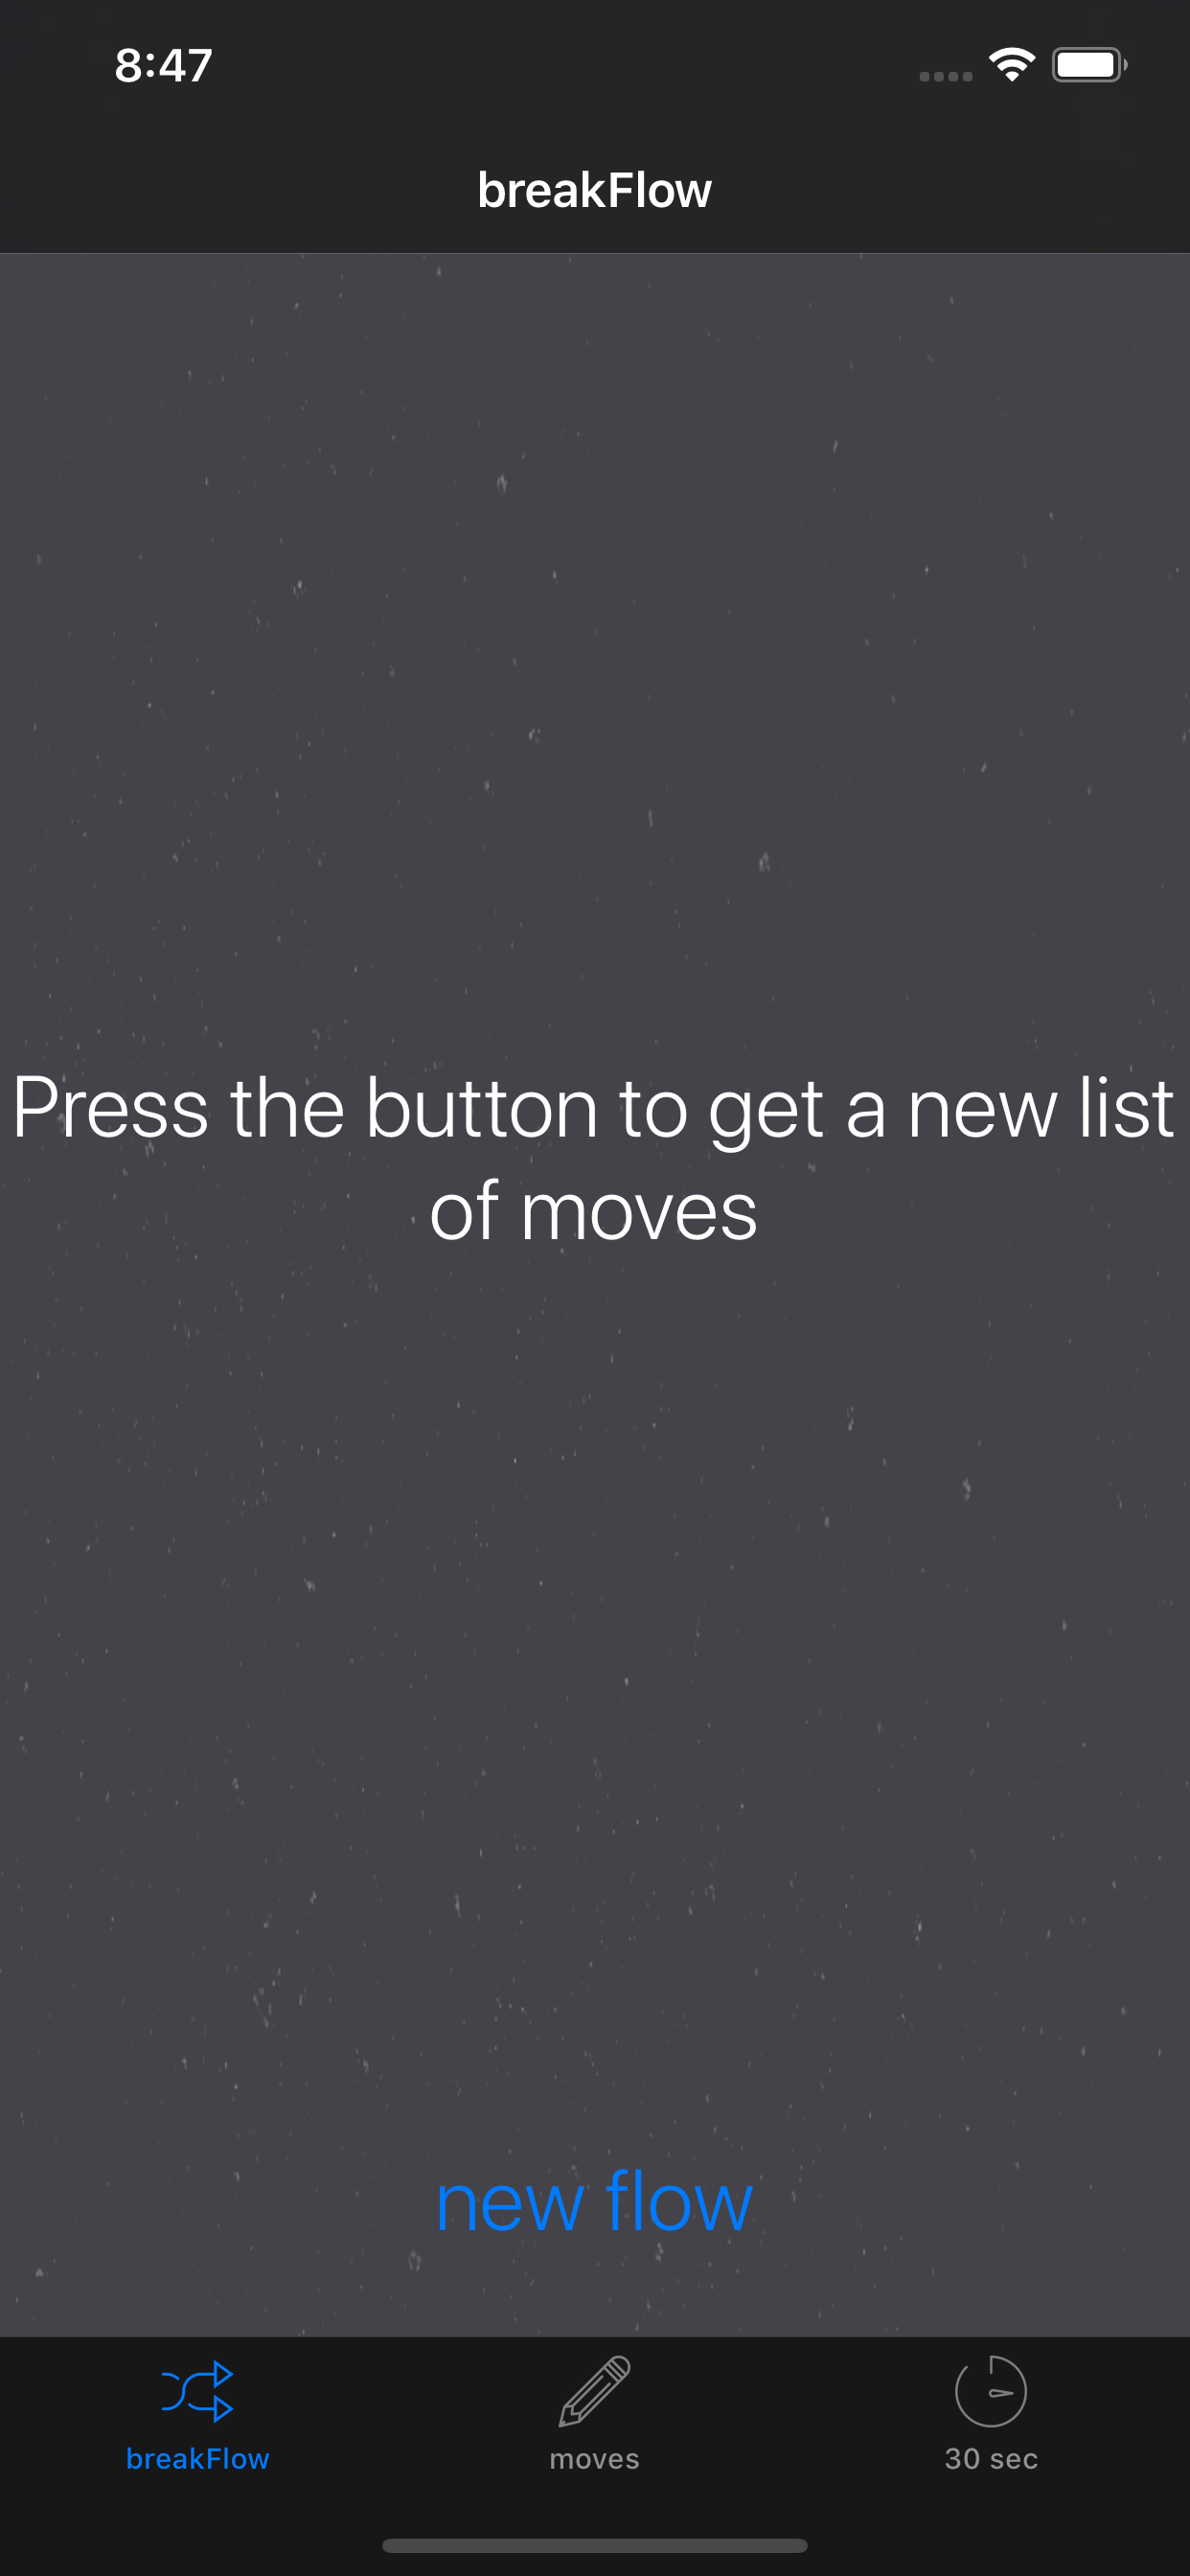 8:47
breakFlow
Press the button to get a new list
of moves
new flow
breakFlow
moves
30 sec